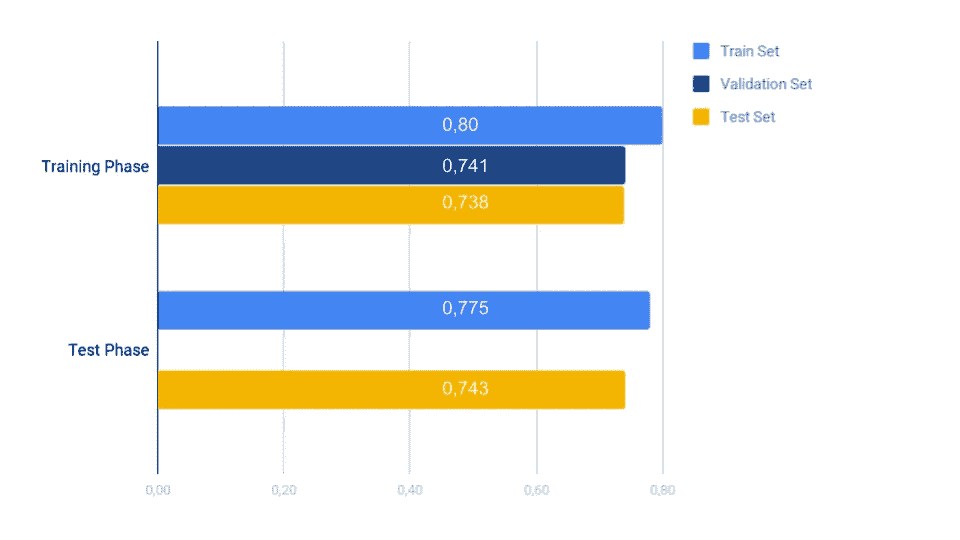 Train Set
Validation Set
Test Set
Training Phase
0,80
0,741
0,738
Test Phase
0,775
0,743
0,00 0,20 0,40 0,60 0,80